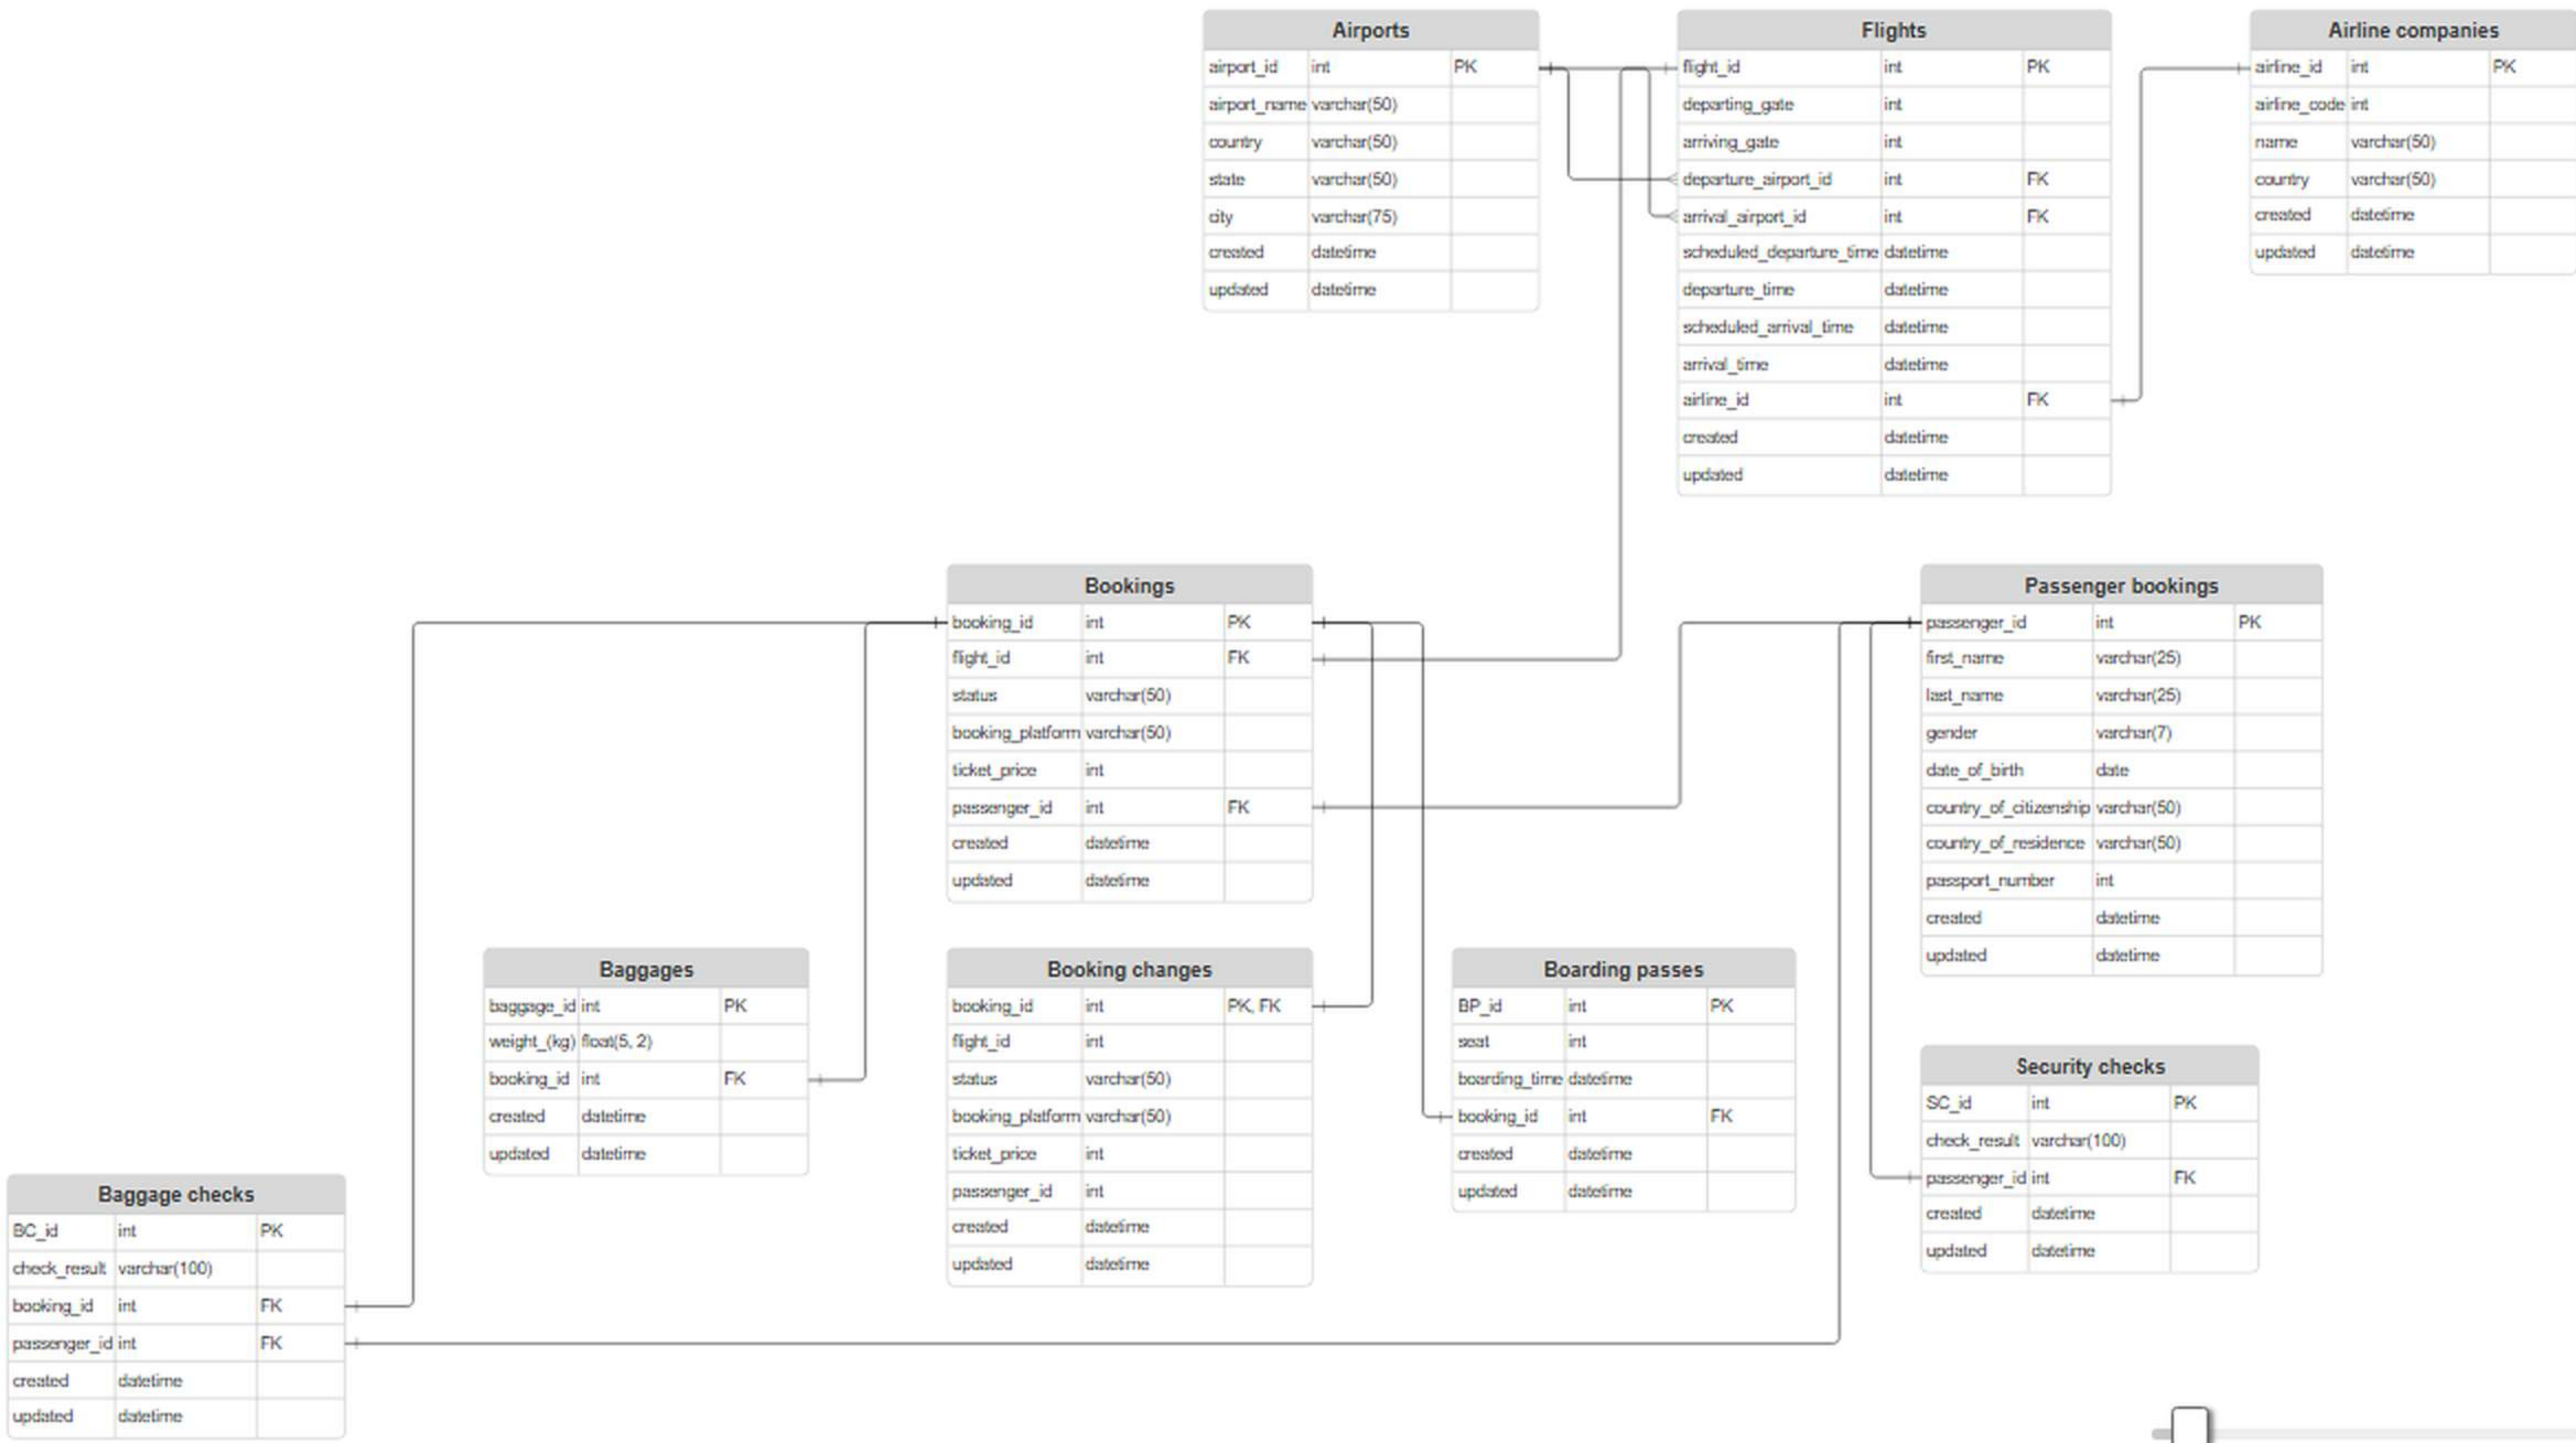 Airports
airport_id int PK
airport_name varchar(50)
country varchar(50)
state varchar(50)
city varchar(75)
created datetime
updated datetime
Flights
flight_id int PK
departing_gate int
arriving_gate int
departure_airport_id int FK
arrival_airport_id int FK
scheduled_departure_time datetime
departure_time datetime
scheduled_arrival_time datetime
arrival_time datetime
airline_id int FK
created datetime
updated datetime
Airline companies
airline_id int PK
airline_code int
name varchar(50)
country varchar(50)
created datetime
updated datetime
Bookings
booking_id int PK
flight_id int FK
status varchar(50)
booking_platform varchar(50)
ticket_price int
passenger_id int FK
created datetime
updated datetime
Passenger bookings
passenger_id int PK
first_name varchar(25)
last_name varchar(25)
gender varchar(7)
date_of_birth date
country_of_citizenship varchar(50)
country_of_residence varchar(50)
passport_number int
created datetime
updated datetime
Baggages
baggage_id int PK
weight_(kg) float(5, 2)
booking_id int FK
created datetime
updated datetime
Booking changes
booking_id int PK, FK
flight_id int
status varchar(50)
booking_platform varchar(50)
ticket_price int
passenger_id int
created datetime
updated datetime
Boarding passes
BP_id int PK
seat int
boarding_time datetime
booking_id int FK
created datetime
updated datetime
Security checks
SC_id int PK
check_result varchar(100)
passenger_id int FK
created datetime
updated datetime
Baggage checks
BC_id int PK
check_result varchar(100)
booking_id int FK
passenger_id int FK
created datetime
updated datetime